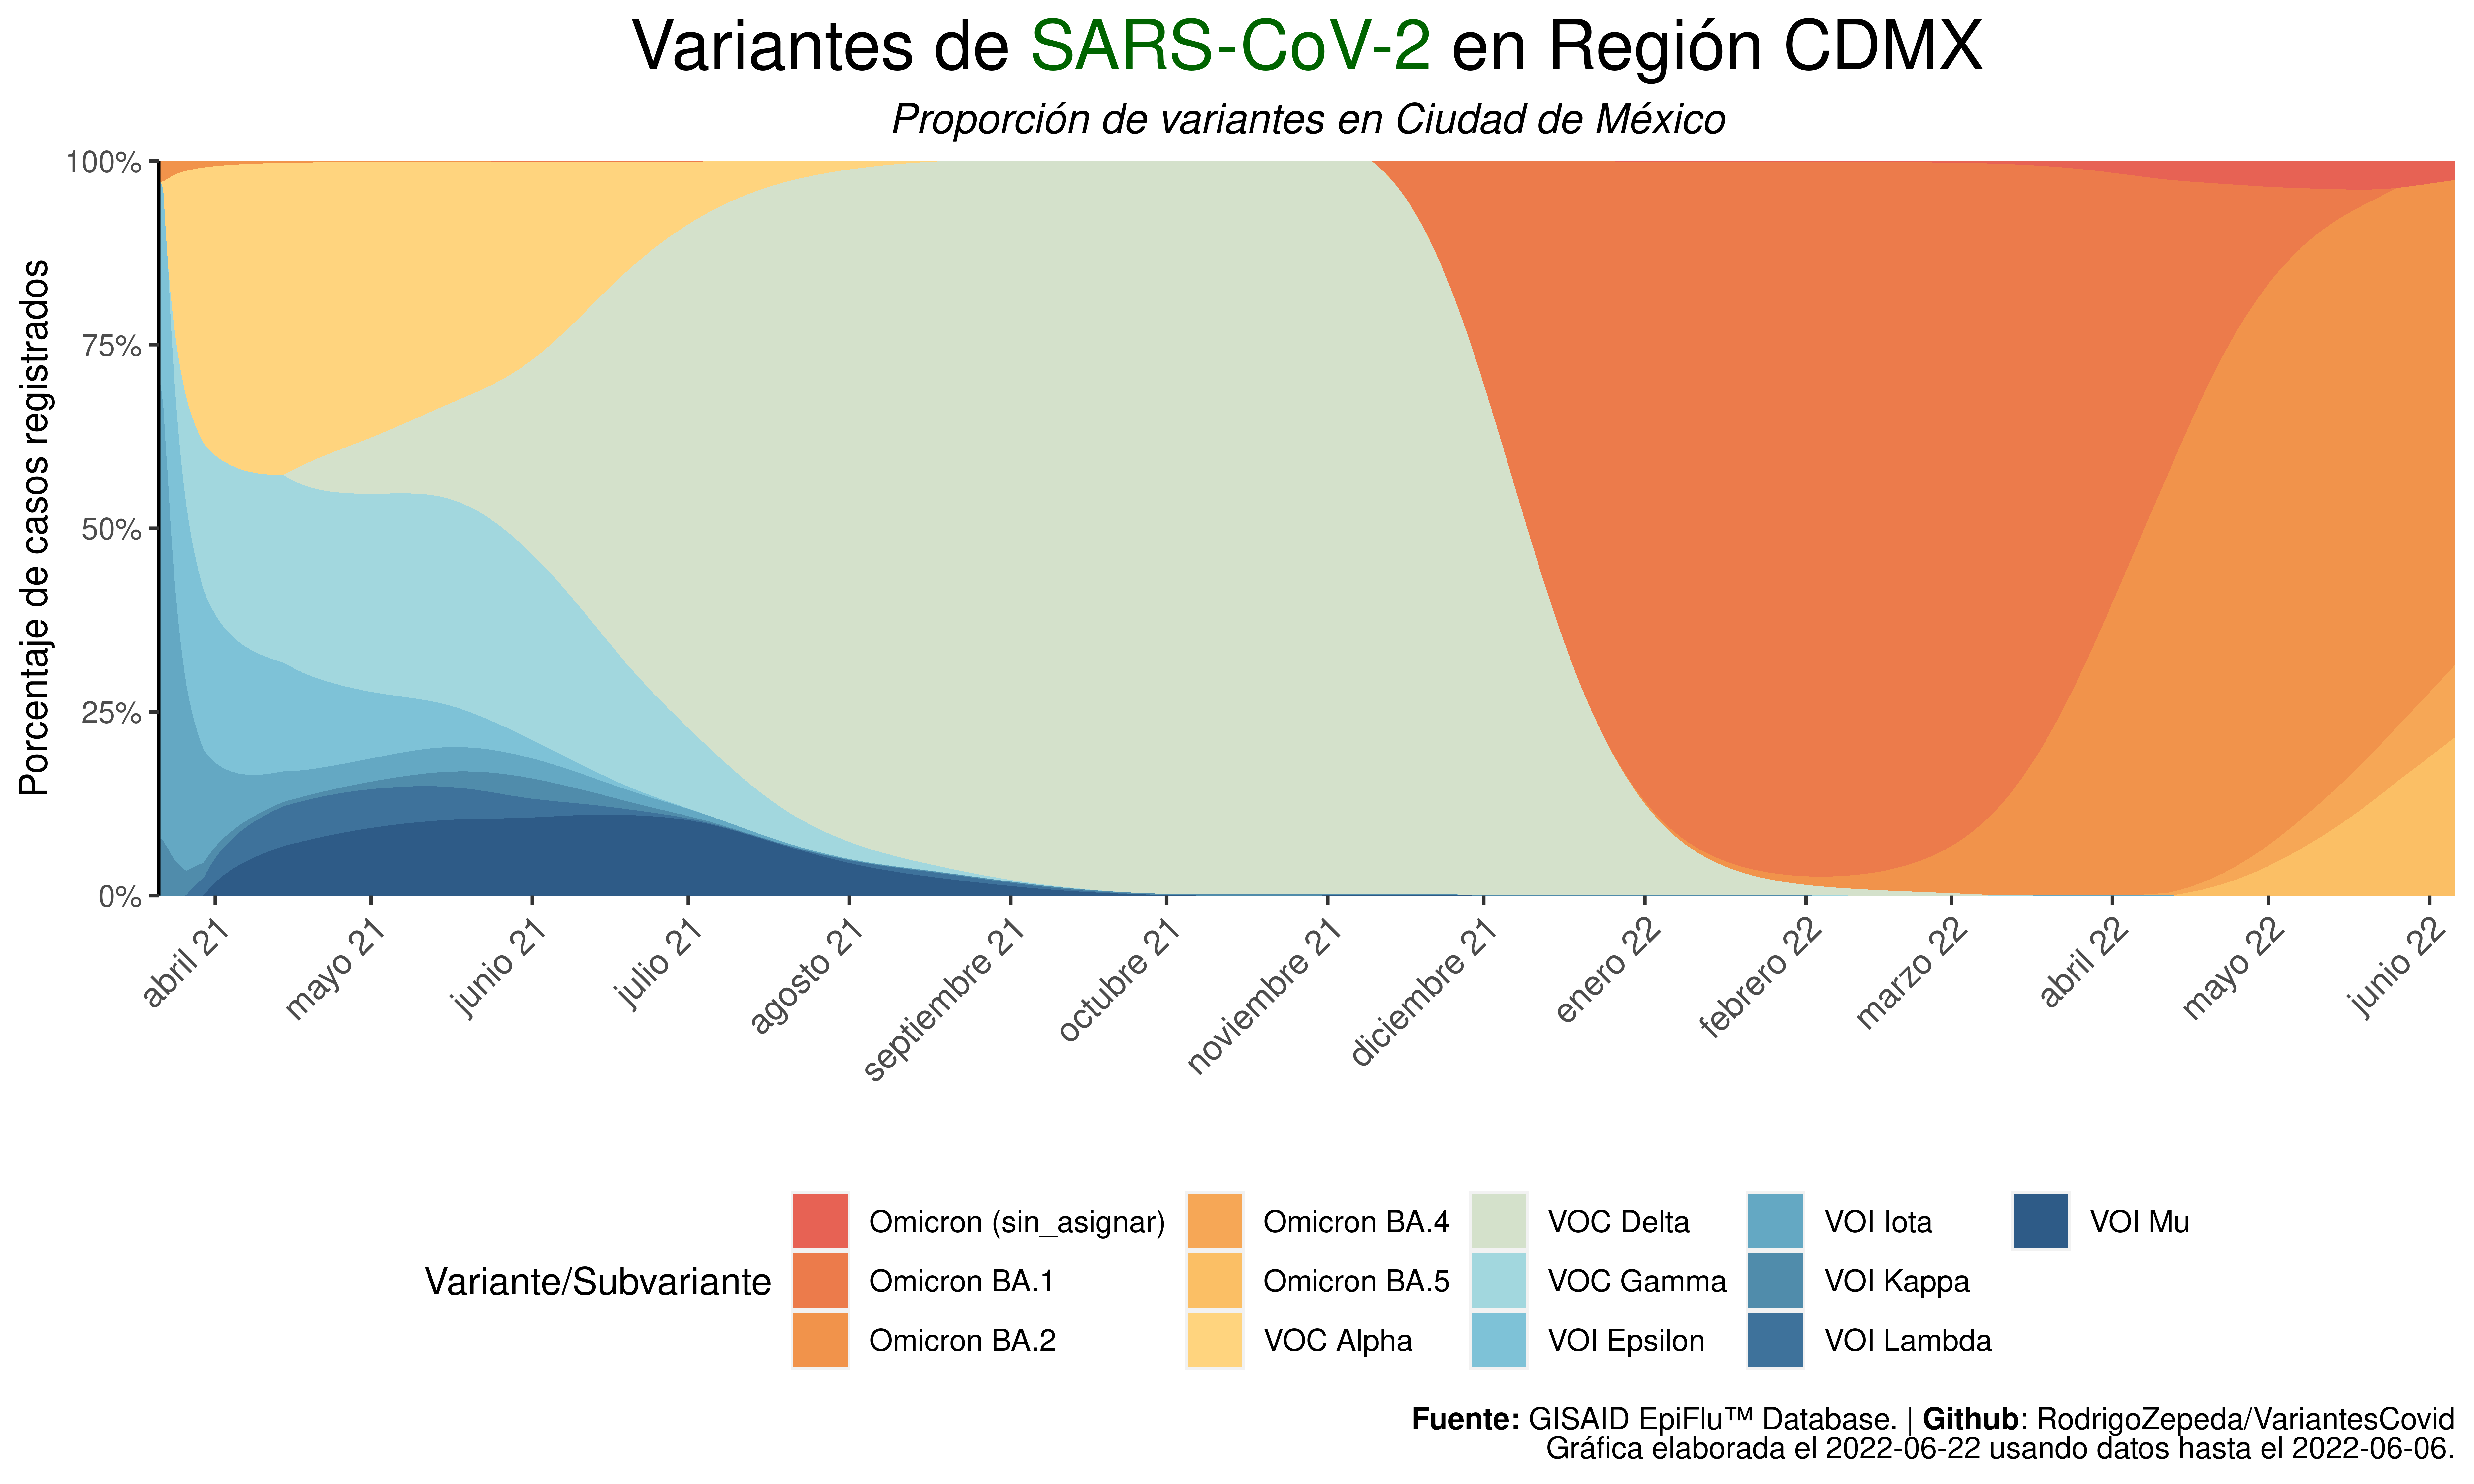 Variantes de SARS-CoV-2 en Región CDMX
Proporción de variantes en Ciudad de México
Porcentaje de casos registrados
100%
75%
50%
25%
0%
abril 21
mayo 21
junio 21
julio 21
agosto 21
septiembre 21
octubre 21
noviembre 21
diciembre 21
enero 22
febrero 22
marzo 22
abril 22
mayo 22
junio 22
Variante/Subvariante
Omicron (sin_asignar)
Omicron BA.1
Omicron BA.2
Omicron BA.4
Omicron BA.5
VOC Alpha
VOC Delta
VOC Gamma
VOI Epsilon
VOI Iota
VOI Kappa
VOI Lambda
VOI Mu
Fuente: GISAID EpiFlu™ Database. | Github: RodrigoZepeda/VariantesCovid
Gráfica elaborada el 2022-06-22 usando datos hasta el 2022-06-06.